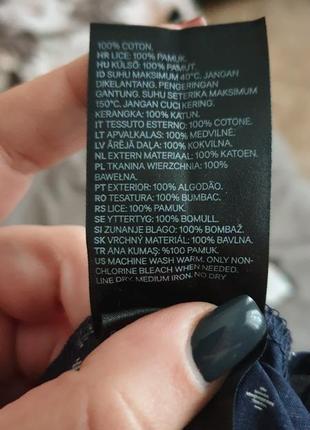 100% COTON.
HR LICE: 100% PAMUK.
HU KÜLSŐ: 100% PAMUT.
ID SUHU MAKSIMUM 40°C, JANGAN
DIKELANTANG, PENGERINGAN
GANTUNG. SUHU SETERIKA MAKSIMUM
150°C, JANGAN CUCI KERING.
KERANGKA: 100% KATUN.
IT TESSUTO ESTERNO: 100% COTONE.
LT APVALKALAS: 100% MEDVILNĖ.
LV ĀRĒJĀ DAĻA: 100% KOKVILNA.
NL EXTERN MATERIAAL: 100% KATOEN.
PL TKANINA WIERZCHNIA: 100%
BAWEŁNA.
PT EXTERIOR: 100% ALGODÃO.
RO TESATURA: 100% BUMBAC.
RS LICE: 100% PAMUK.
SE YTTERTYG: 100% BOMULL.
SI ZUNANJE BLAGO: 100% BOMBAŽ.
SK VRCHNÝ MATERIÁL: 100% BAVLNA.
TR ANA KUMAŞ: %100 PAMUK.
US MACHINE WASH WARM. ONLY NON-
CHLORINE BLEACH WHEN NEEDED.
LINE DRY. MEDIUM IRON. NO DRY